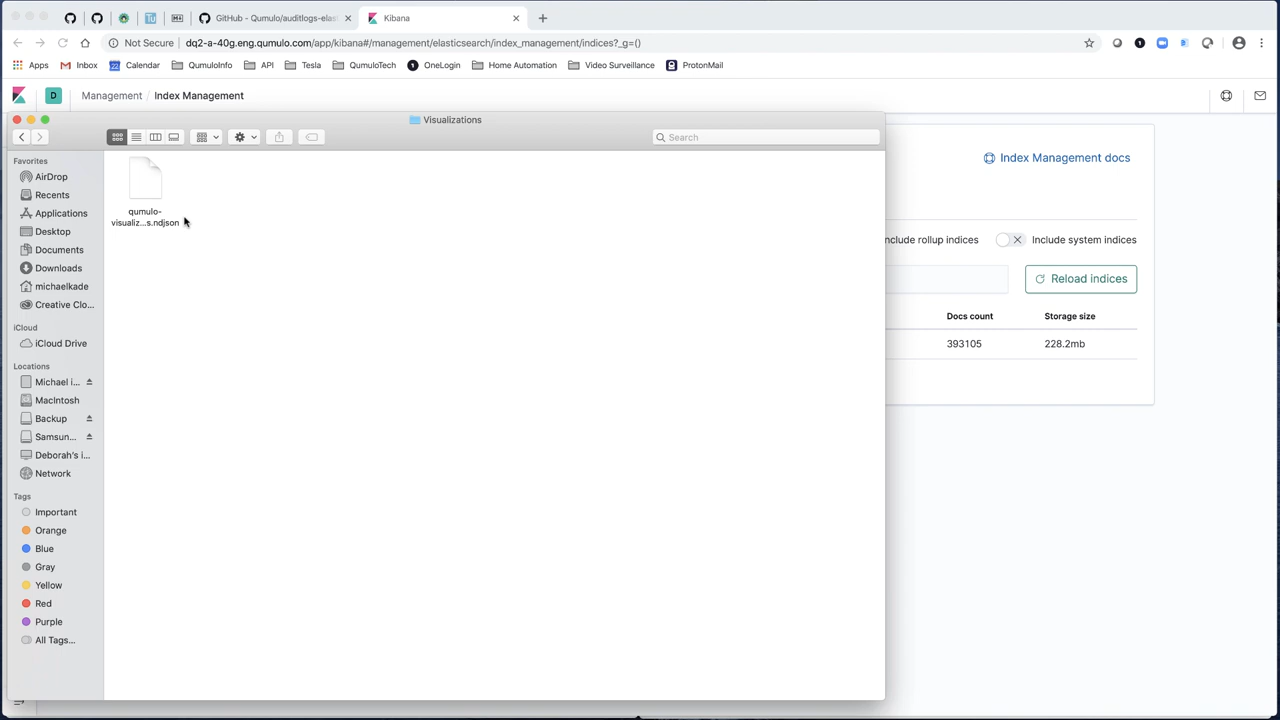 GitHub - Qumulo/auditlogs-elast
Kibana
Not Secure
dq2-a-40g.eng.qumulo.com/app/kibana#/management/elasticsearch/index_management/indices?_g=()
Apps
Inbox
Calendar
QumuloInfo
API
Tesla
QumuloTech
OneLogin
Home Automation
Video Surveillance
ProtonMail
D
Management / Index Management
Visualizations
Search
Favorites
AirDrop
Recents
Applications
Desktop
Documents
Downloads
michaelkade
Creative Clo...
iCloud
iCloud Drive
Locations
Michael i...
MacIntosh
Backup
Samsun...
Deborah's i...
Network
Tags
Important
Orange
Blue
Gray
Yellow
Red
Purple
All Tags...
qumulo-
visualiz...s.ndjson
Index Management docs
nclude rollup indices
Include system indices
Reload indices
Docs count
Storage size
393105
228.2mb